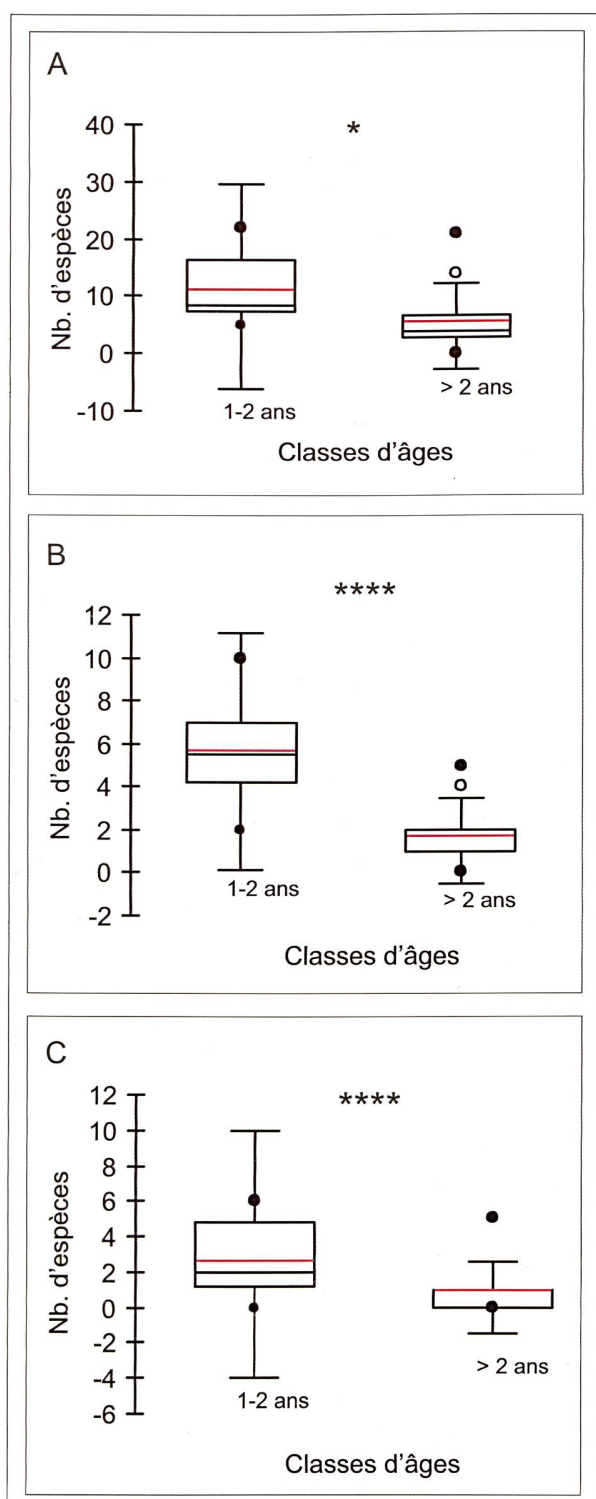 A
*
40
30
20
10
0
-10
Nb. d'espèces
1-2 ans
> 2 ans
Classes d'âges
B
****
12
10
8
6
4
2
0
-2
Nb. d'espèces
1-2 ans
> 2 ans
Classes d'âges
C
****
12
10
8
6
4
2
0
-2
-4
-6
Nb. d'espèces
1-2 ans
> 2 ans
Classes d'âges